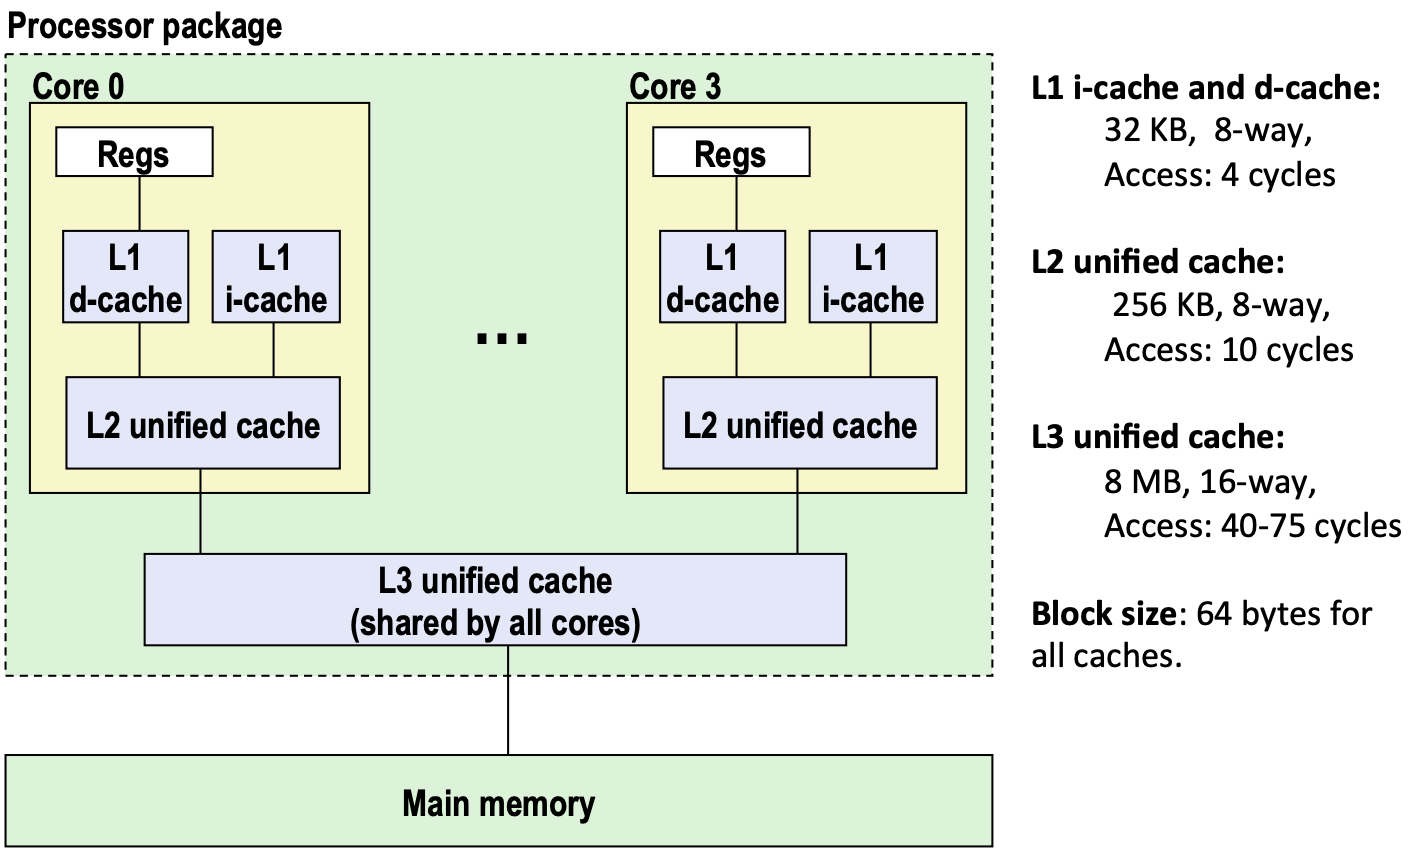 Processor package
Core 0
Regs
L1
d-cache
L1
i-cache
L2 unified cache
...
Core 3
Regs
L1
d-cache
L1
i-cache
L2 unified cache
L3 unified cache
(shared by all cores)
Main memory
L1 i-cache and d-cache:
32 KB, 8-way,
Access: 4 cycles
L2 unified cache:
256 KB, 8-way,
Access: 10 cycles
L3 unified cache:
8 MB, 16-way,
Access: 40-75 cycles
Block size: 64 bytes for
all caches.